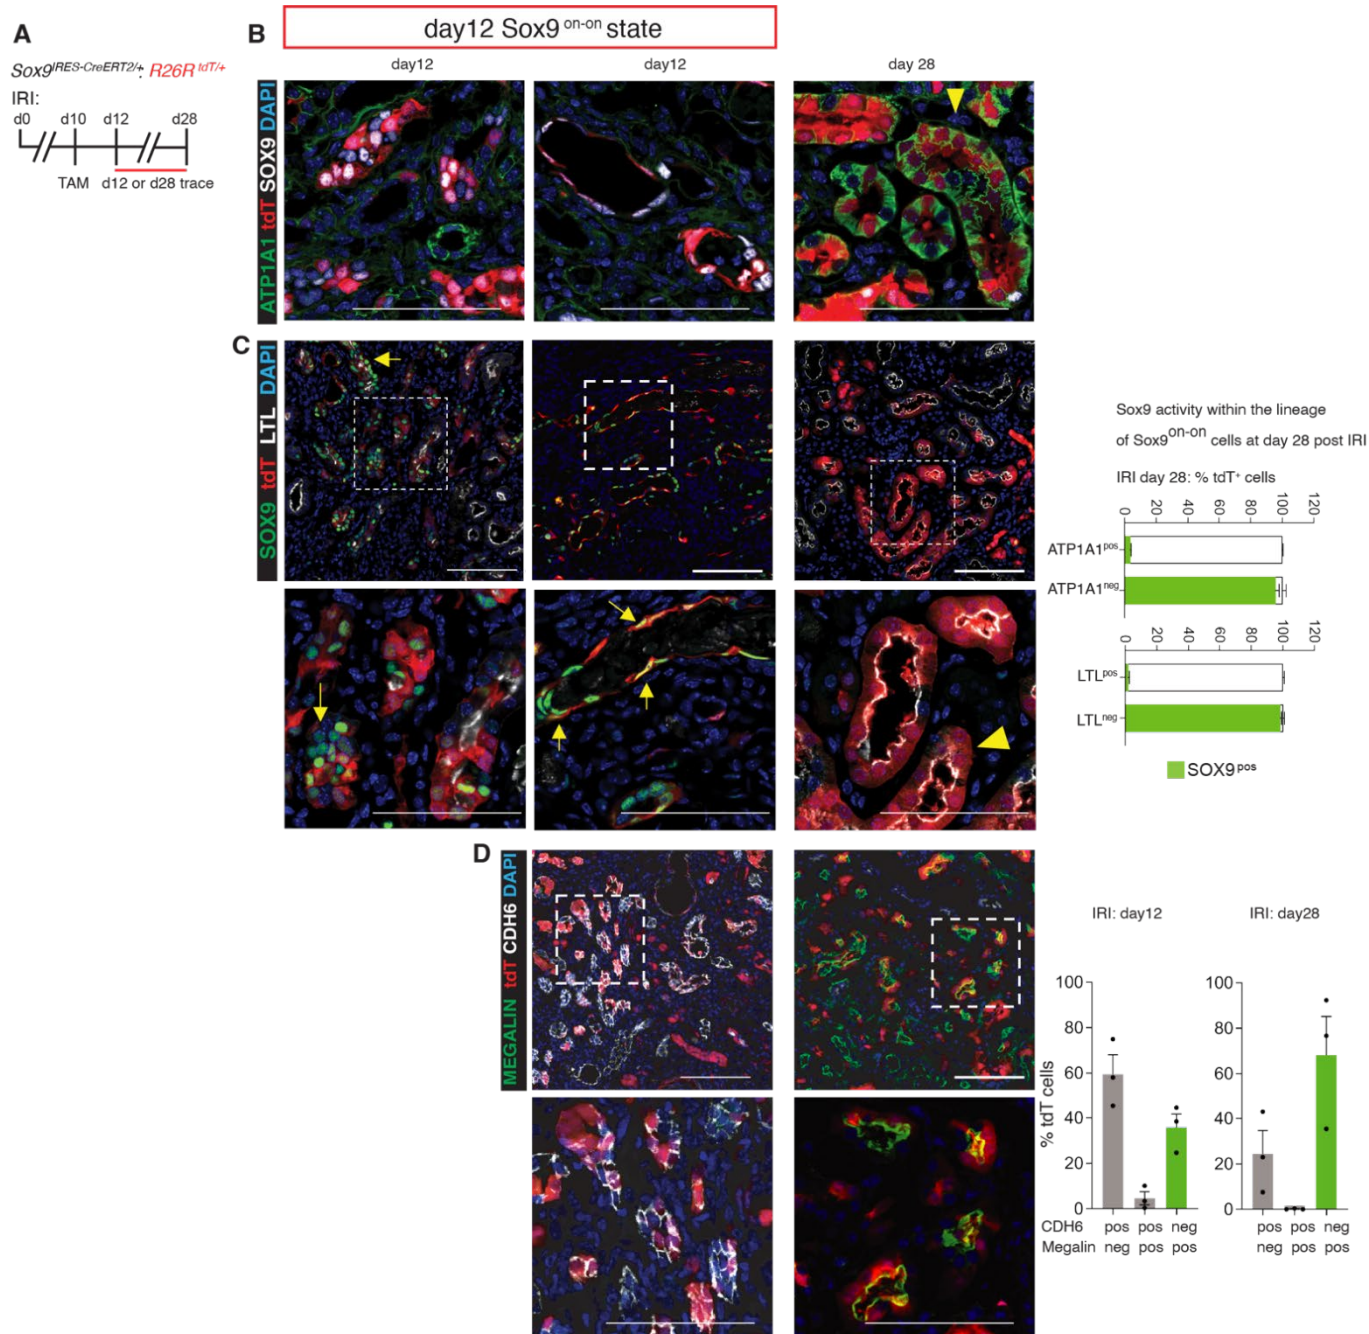 A
Sox9IRES-CreERT2/+; R26R tdT/+
IRI:
d0 d10 d12 d28
TAM d12 or d28 trace
B
day12 Sox9 on-on state
day12 day12 day 28
ATP1A1 tdT SOX9 DAPI
C
SOX9 tdT LTL DAPI
Sox9 activity within the lineage
of Sox9on-on cells at day 28 post IRI
IRI day 28: % tdT+ cells
0 20 40 60 80 100 120
ATP1A1pos
ATP1A1neg
0 20 40 60 80 100 120
LTLpos
LTLneg
SOX9pos
D
MEGALIN tdT CDH6 DAPI
IRI: day12 IRI: day28
% tdT cells
100
80
60
40
20
0
100
80
60
40
20
0
CDH6 pos pos neg pos pos neg
Megalin neg pos pos neg pos pos